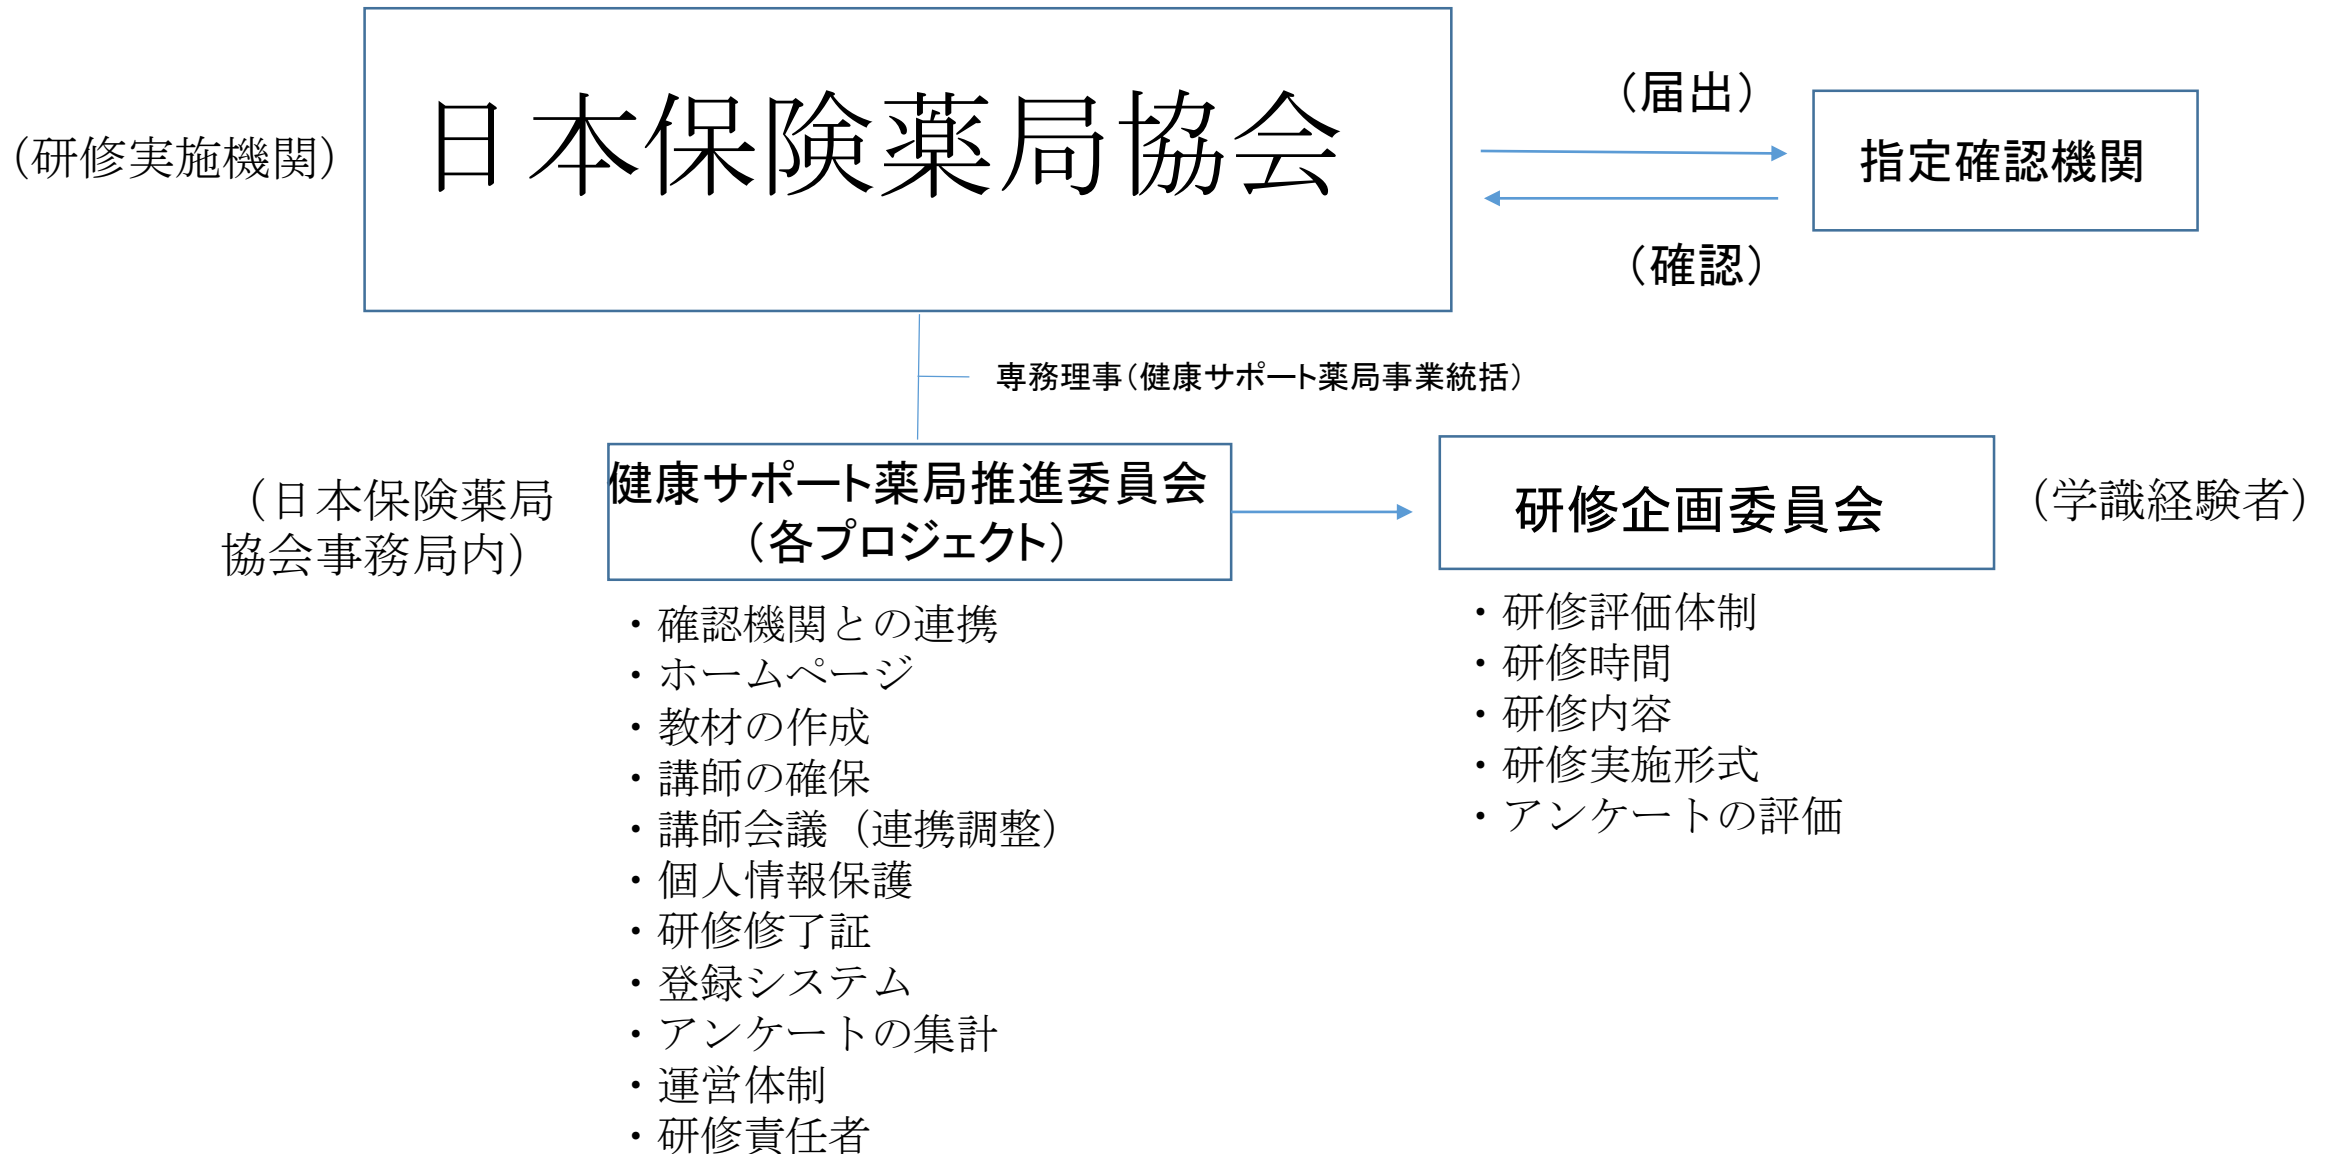 (研修実施機関)
日本保険薬局協会
（届出）
指定確認機関
（確認）
専務理事（健康サポート薬局事業統括）
（日本保険薬局
協会事務局内）
健康サポート薬局推進委員会
（各プロジェクト）
研修企画委員会
（学識経験者）
・確認機関との連携
・ホームページ
・教材の作成
・講師の確保
・講師会議（連携調整）
・個人情報保護
・研修修了証
・登録システム
・アンケートの集計
・運営体制
・研修責任者
・研修評価体制
・研修時間
・研修内容
・研修実施形式
・アンケートの評価